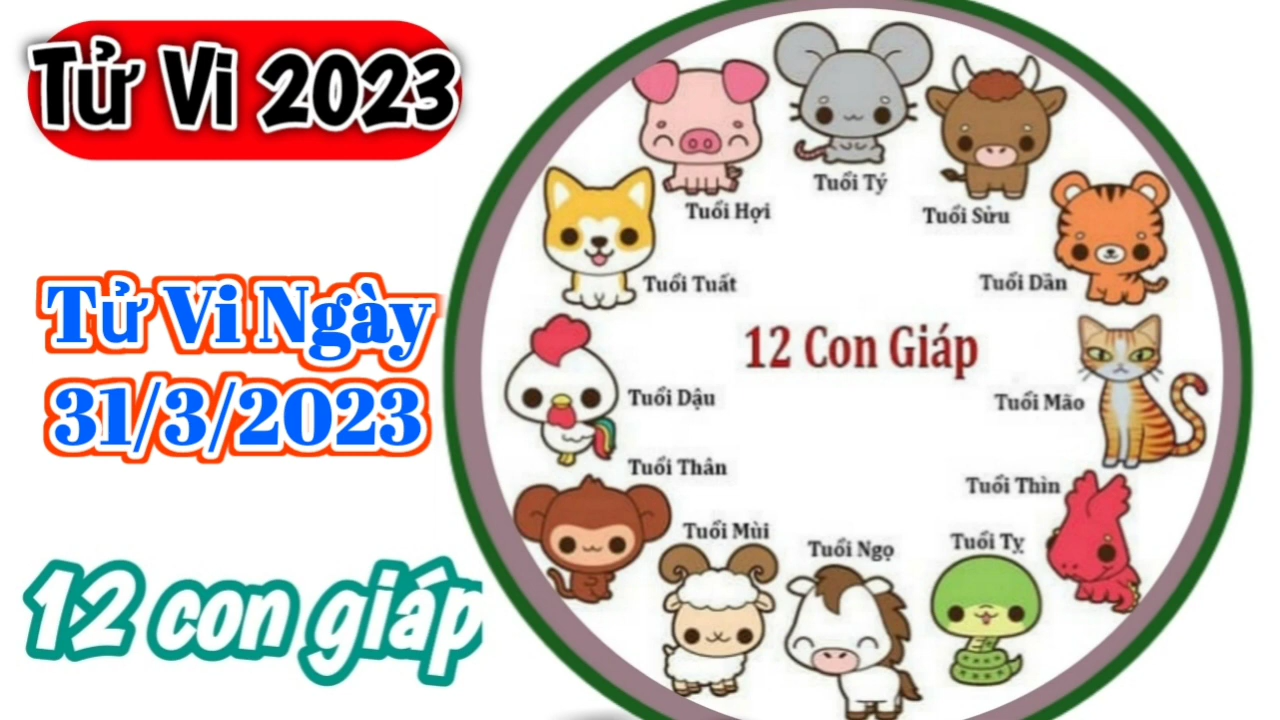 Tử Vi 2023
Tử Vi Ngày
31/3/2023
12 con giáp
Tuổi Tý
Tuổi Sửu
Tuổi Dần
Tuổi Mão
Tuổi Thìn
Tuổi Tỵ
Tuổi Ngọ
Tuổi Mùi
Tuổi Thân
Tuổi Dậu
Tuổi Tuất
Tuổi Hợi
12 Con Giáp